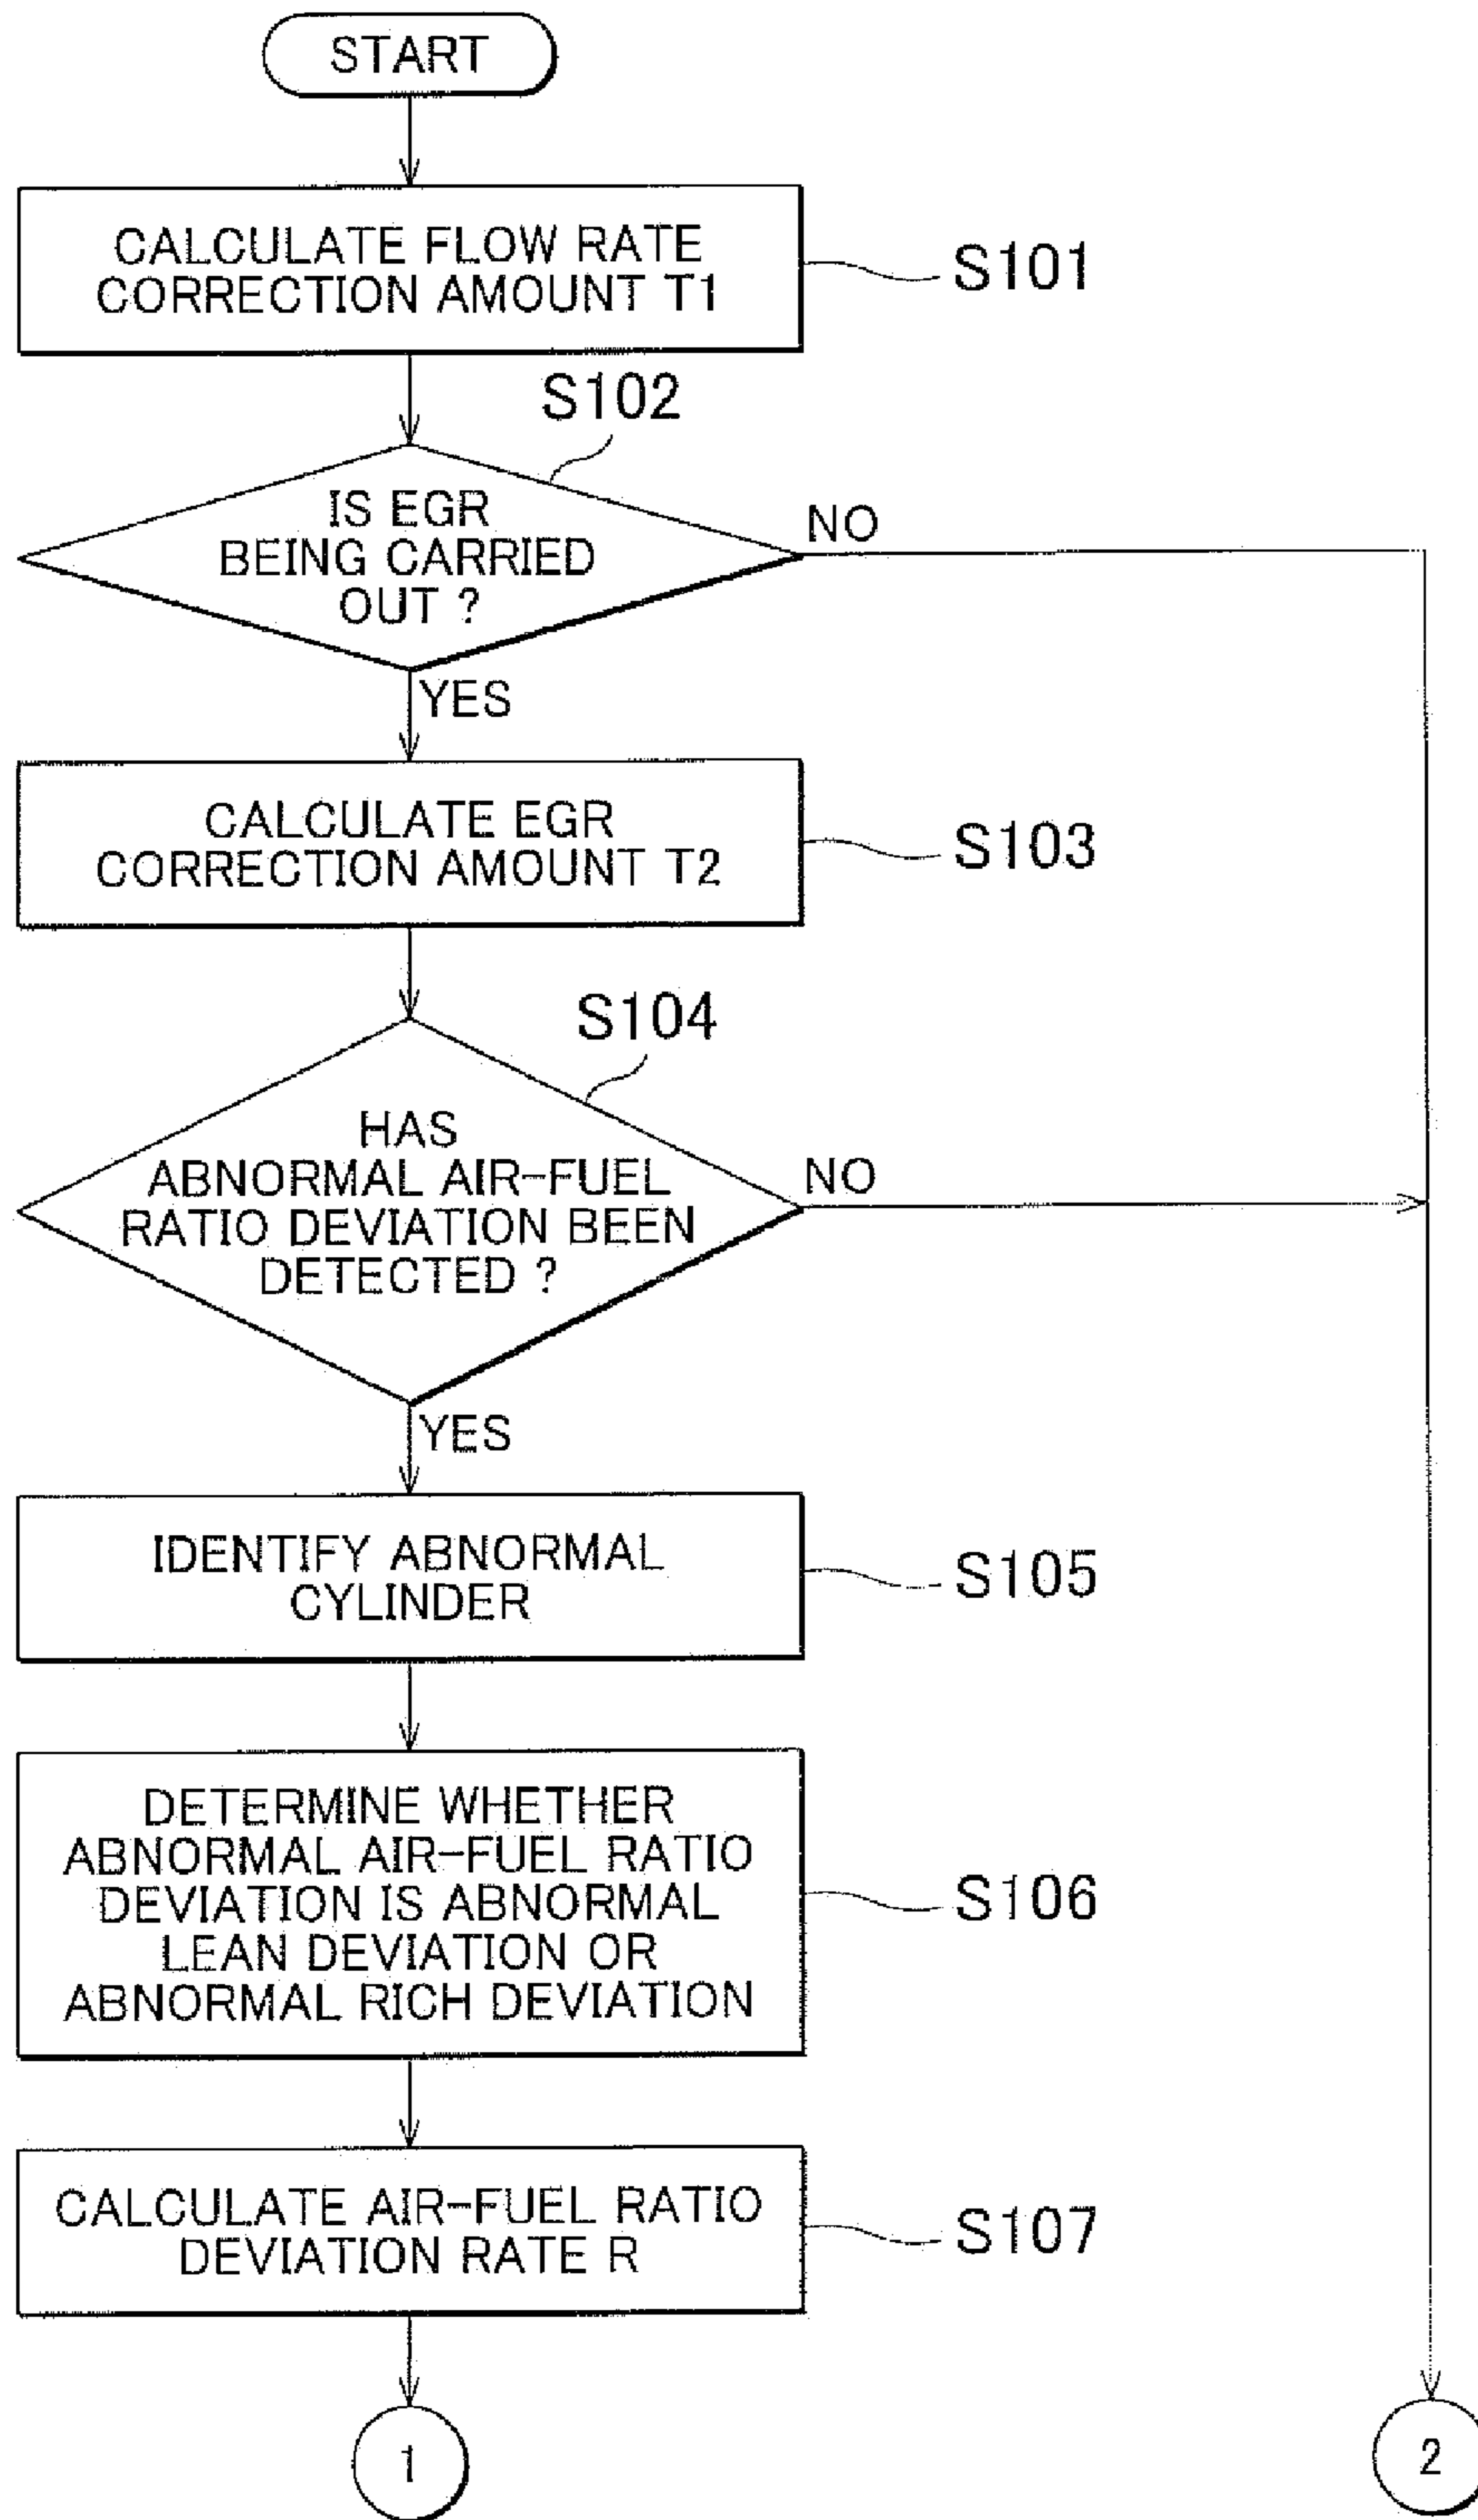 START
CALCULATE FLOW RATE
CORRECTION AMOUNT T1
S101
S102
IS EGR
BEING CARRIED
OUT ?
NO
YES
CALCULATE EGR
CORRECTION AMOUNT T2
S103
S104
HAS
ABNORMAL AIR-FUEL
RATIO DEVIATION BEEN
DETECTED ?
NO
YES
IDENTIFY ABNORMAL
CYLINDER
S105
DETERMINE WHETHER
ABNORMAL AIR-FUEL RATIO
DEVIATION IS ABNORMAL
LEAN DEVIATION OR
ABNORMAL RICH DEVIATION
S106
CALCULATE AIR-FUEL RATIO
DEVIATION RATE R
S107
1
2